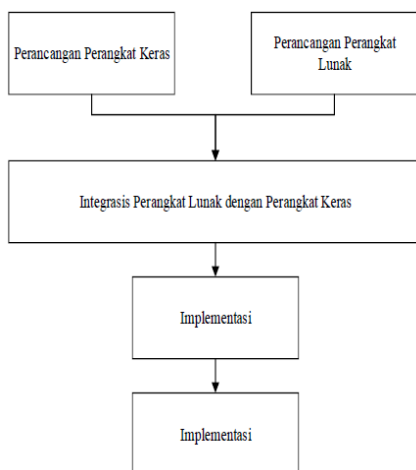 Perancangan Perangkat Keras
Perancangan Perangkat
Lunak
Integrasis Perangkat Lunak dengan Perangkat Keras
Implementasi
Implementasi